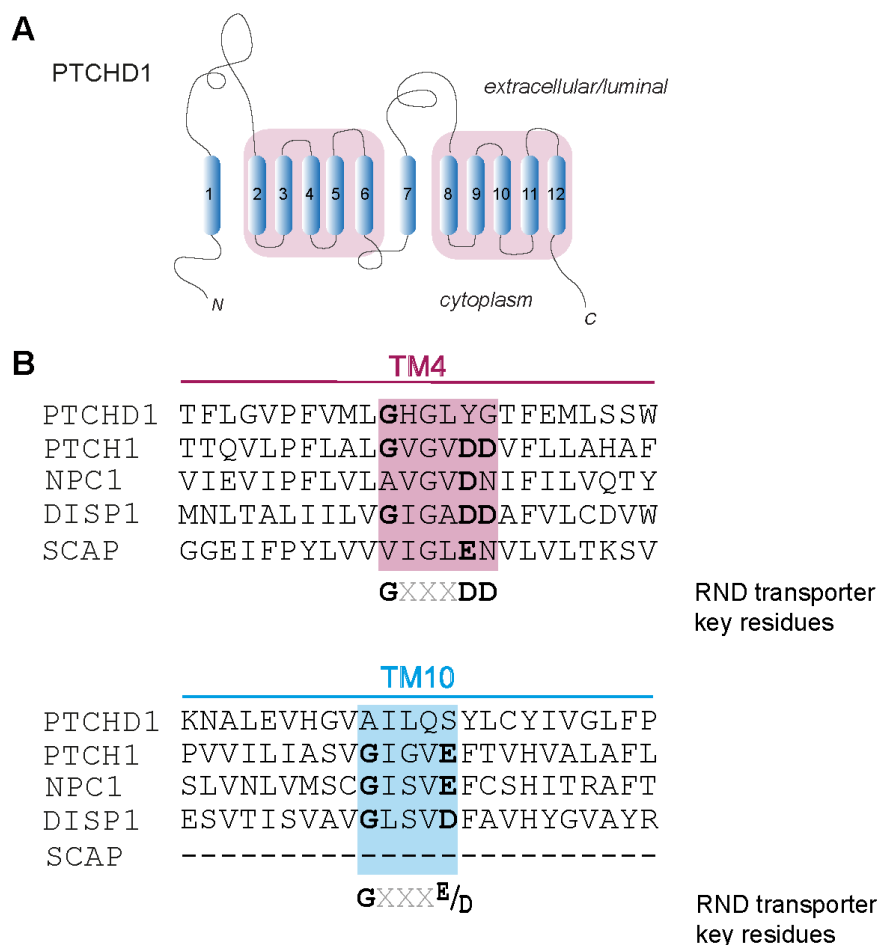 A
PTCHD1
extracellular/luminal
1 2 3 4 5 6 7 8 9 10 11 12
N
cytoplasm
C
B
TM4
PTCHD1 TFLGVPFVMLGHGLYGTFEMLSSW
PTCH1 TTQVLPFLALGVGVDDVFLLAHAF
NPC1 VIEVIPFLVLAVGVDNIFILVQTY
DISP1 MNLTALIILVGIGADDAFVLCDVW
SCAP GGEIFPYLVVVIGLENVLVLTKSV
GXXXDD RND transporter
key residues
TM10
PTCHD1 KNALEVHGVAILQSYLCYIVGLFP
PTCH1 PVVILIASVGIGVEFTVHVALAFL
NPC1 SLVNLVMSCGISVEFCSHITRAFT
DISP1 ESVTISVAVGLSVDFAVHYGVAYR
SCAP ------------------------
GXXXE/D RND transporter
key residues